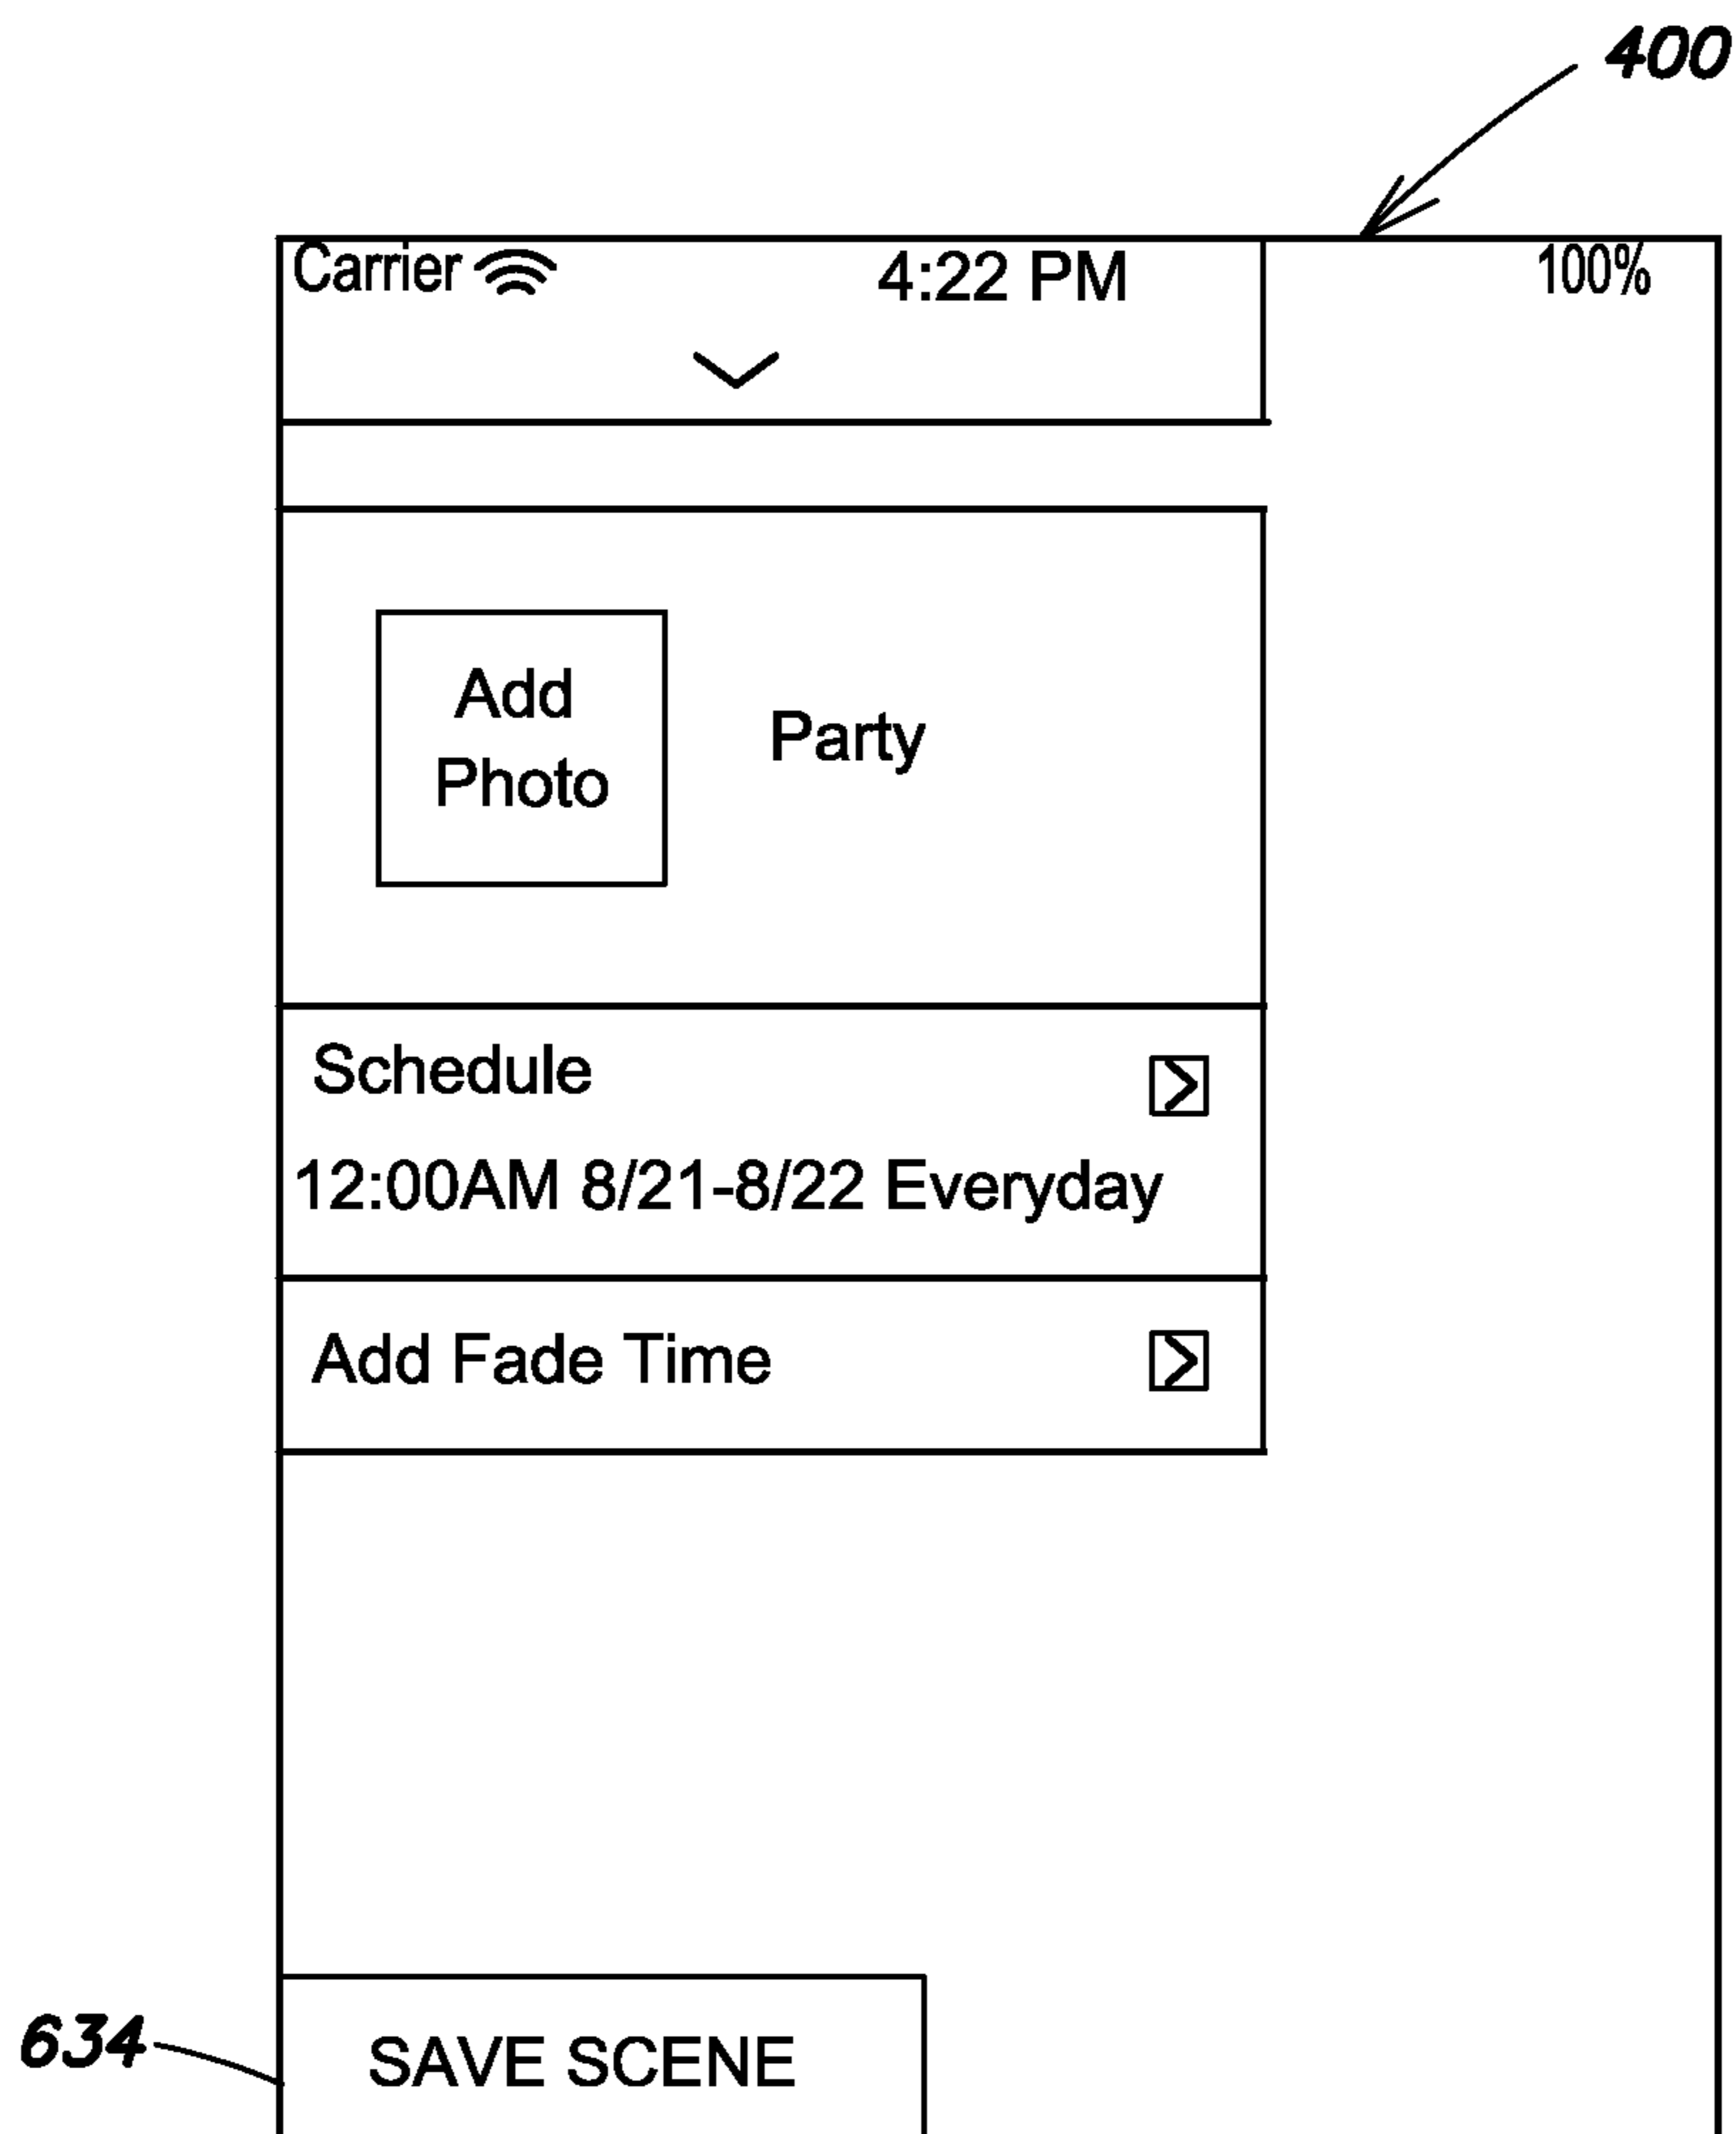 400
Carrier 4:22 PM 100%
Add
Photo
Party
Schedule
12:00AM 8/21-8/22 Everyday
Add Fade Time
634
SAVE SCENE